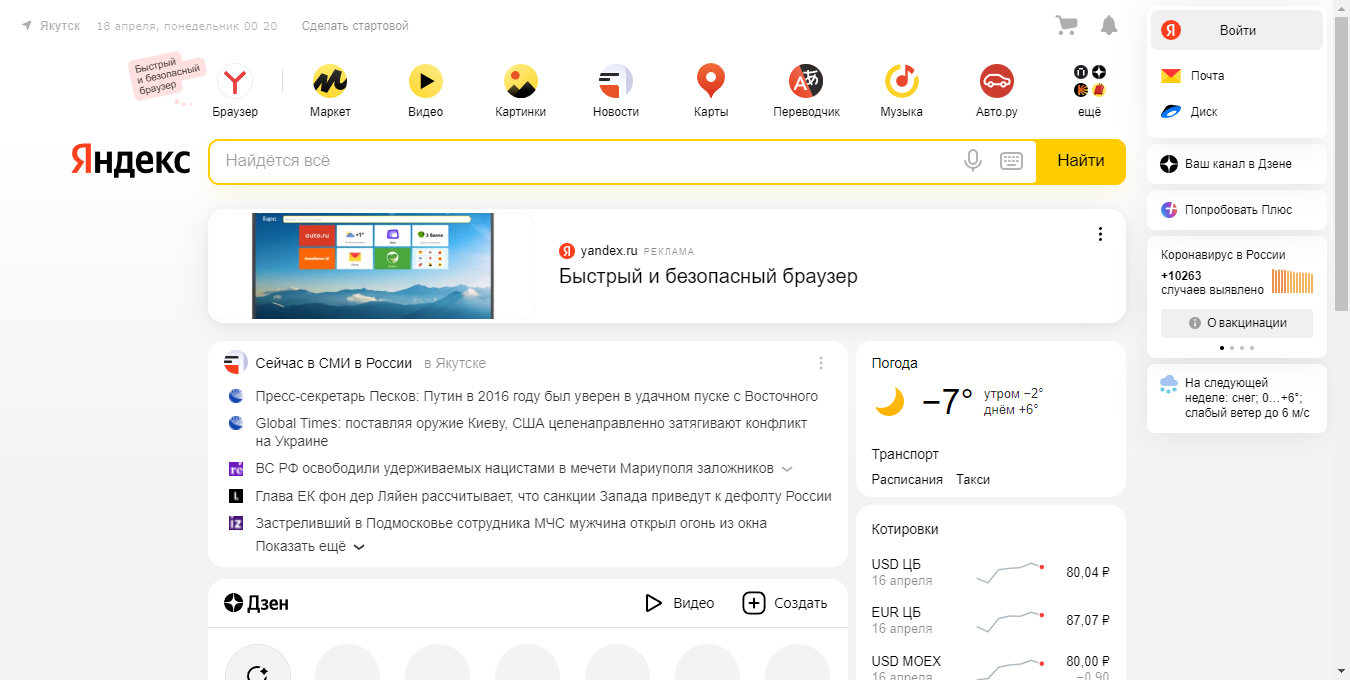 Якутск 18 апреля, понедельник 00 20 Сделать стартовой
Быстрый
и безопасный
браузер
Браузер Маркет Видео Картинки Новости Карты Переводчик Музыка Авто.ру ещё
Яндекс
Найдётся всё
Найти
yandex.ru РЕКЛАМА
Быстрый и безопасный браузер
Сейчас в СМИ в России в Якутске
Пресс-секретарь Песков: Путин в 2016 году был уверен в удачном пуске с Восточного
Global Times: поставляя оружие Киеву, США целенаправленно затягивают конфликт
на Украине
ВС РФ освободили удерживаемых нацистами в мечети Мариуполя заложников
Глава ЕК фон дер Ляйен рассчитывает, что санкции Запада приведут к дефолту России
Застреливший в Подмосковье сотрудника МЧС мужчина открыл огонь из окна
Показать ещё
Дзен
Видео
Создать
Погода
−7°
утром −2°
днём +6°
Транспорт
Расписания Такси
Котировки
USD ЦБ
16 апреля
80,04 ₽
EUR ЦБ
16 апреля
87,07 ₽
USD MOEX
16 апреля
80,00 ₽
−0,90
Войти
Почта
Диск
Ваш канал в Дзене
Попробовать Плюс
Коронавирус в России
+10263
случаев выявлено
О вакцинации
На следующей
неделе: снег; 0…+6°;
слабый ветер до 6 м/с